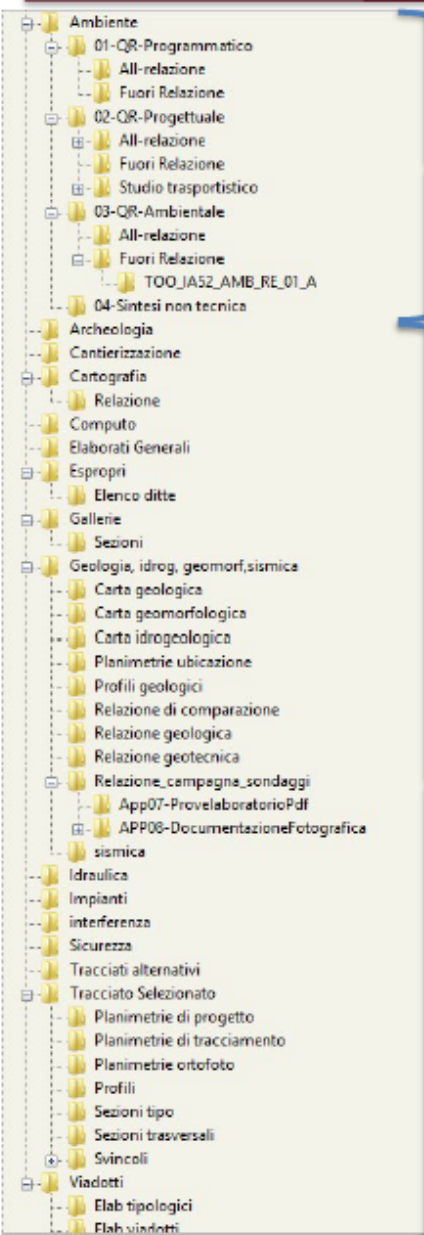 Ambiente
01-QR-Programmatico
All-relazione
Fuori Relazione
02-QR-Progettuale
All-relazione
Fuori Relazione
Studio trasportistico
03-QR-Ambientale
All-relazione
Fuori Relazione
TOO_IA52_AMB_RE_01_A
04-Sintesi non tecnica
Archeologia
Cantierizzazione
Cartografia
Relazione
Computo
Elaborati Generali
Espropri
Elenco ditte
Gallerie
Sezioni
Geologia, idrog, geomorf,sismica
Carta geologica
Carta geomorfologica
Carta idrogeologica
Planimetrie ubicazione
Profili geologici
Relazione di comparazione
Relazione geologica
Relazione geotecnica
Relazione_campagna_sondaggi
App07-ProvelaboratorioPdf
APP08-DocumentazioneFotografica
sismica
Idraulica
Impianti
interferenza
Sicurezza
Tracciati alternativi
Tracciato Selezionato
Planimetrie di progetto
Planimetrie di tracciamento
Planimetrie ortofoto
Profili
Sezioni tipo
Sezioni trasversali
Svincoli
Viadotti
Elab tipologici
Elab viadotti